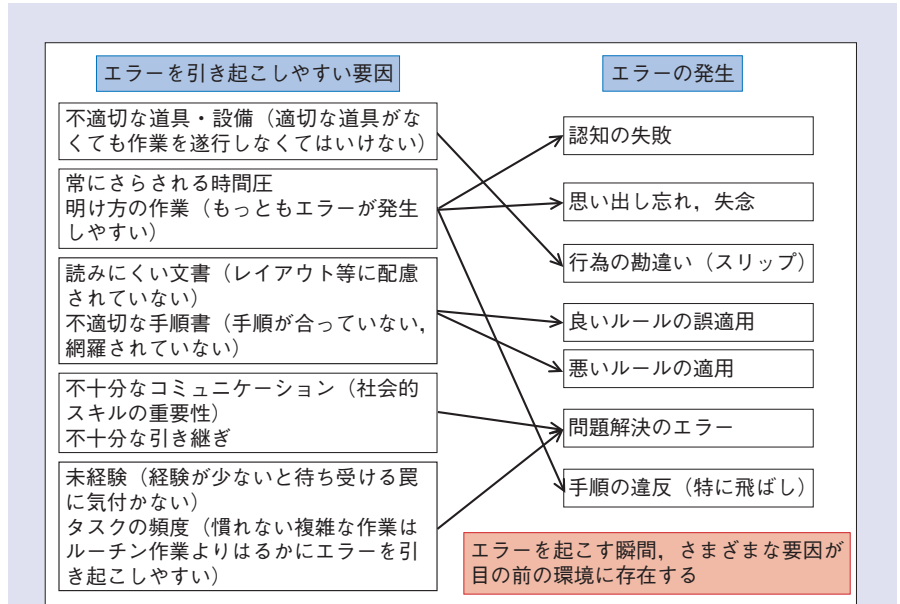 エラーを引き起こしやすい要因
不適切な道具・設備（適切な道具がな
くても作業を遂行しなくてはいけない）
常にさらされる時間圧
明け方の作業（もっともエラーが発生
しやすい）
読みにくい文書（レイアウト等に配慮
されていない）
不適切な手順書（手順が合っていない，
網羅されていない）
不十分なコミュニケーション（社会的
スキルの重要性）
不十分な引き継ぎ
未経験（経験が少ないと待ち受ける罠
に気付かない）
タスクの頻度（慣れない複雑な作業は
ルーチン作業よりはるかにエラーを引
き起こしやすい）
エラーの発生
認知の失敗
思い出し忘れ，失念
行為の勘違い（スリップ）
良いルールの誤適用
悪いルールの適用
問題解決のエラー
手順の違反（特に飛ばし）
エラーを起こす瞬間，さまざまな要因が
目の前の環境に存在する